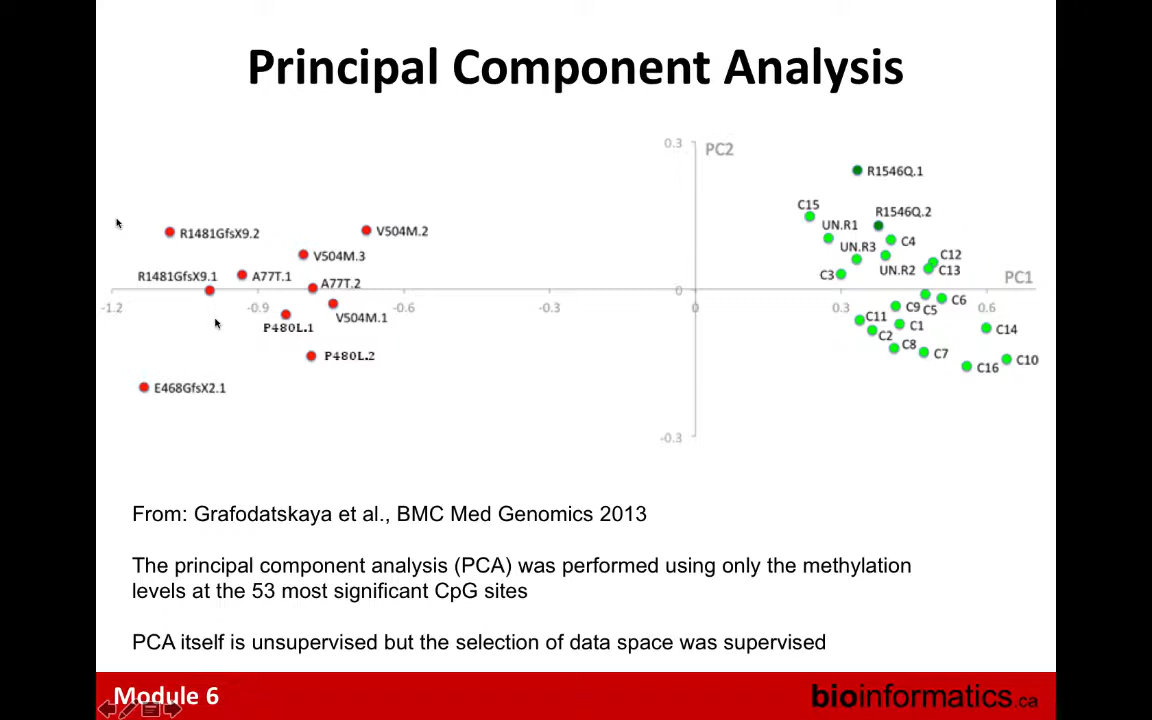 Principal Component Analysis
0.3
PC2
R1546Q.1
C15
R1546Q.2
UN.R1
R1481GfsX9.2
V504M.2
C4
UN.R3
V504M.3
C12
UN.R2
C13
R1481GfsX9.1
A77T.1
C3
PC1
A77T.2
0
-1.2
-0.9
-0.6
0
0.3
0.6
C9
C5
C6
V504M.1
C11
P480L.1
C1
C14
C2
C8
C7
P480L.2
C16
C10
E468GfsX2.1
-0.3
From: Grafodatskaya et al., BMC Med Genomics 2013
The principal component analysis (PCA) was performed using only the methylation
levels at the 53 most significant CpG sites
PCA itself is unsupervised but the selection of data space was supervised
Module 6
bioinformatics.ca